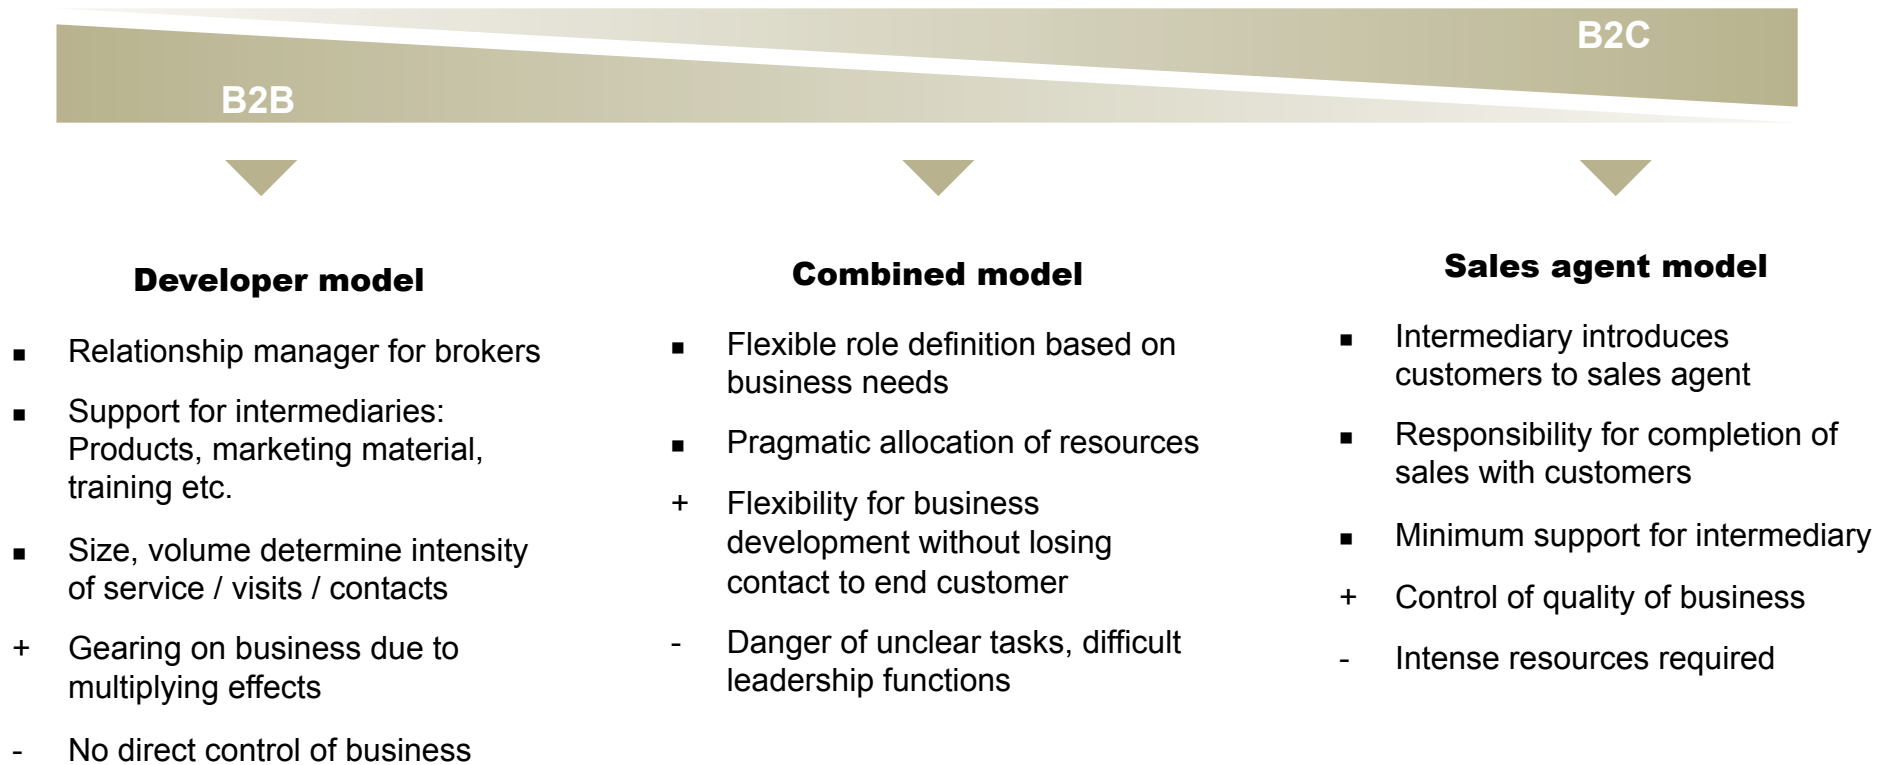 B2C
B2B
Developer model
▪ Relationship manager for brokers
▪ Support for intermediaries:
Products, marketing material,
training etc.
▪ Size, volume determine intensity
of service / visits / contacts
+ Gearing on business due to
multiplying effects
- No direct control of business
Combined model
▪ Flexible role definition based on
business needs
▪ Pragmatic allocation of resources
+ Flexibility for business
development without losing
contact to end customer
- Danger of unclear tasks, difficult
leadership functions
Sales agent model
▪ Intermediary introduces
customers to sales agent
▪ Responsibility for completion of
sales with customers
▪ Minimum support for intermediary
+ Control of quality of business
- Intense resources required